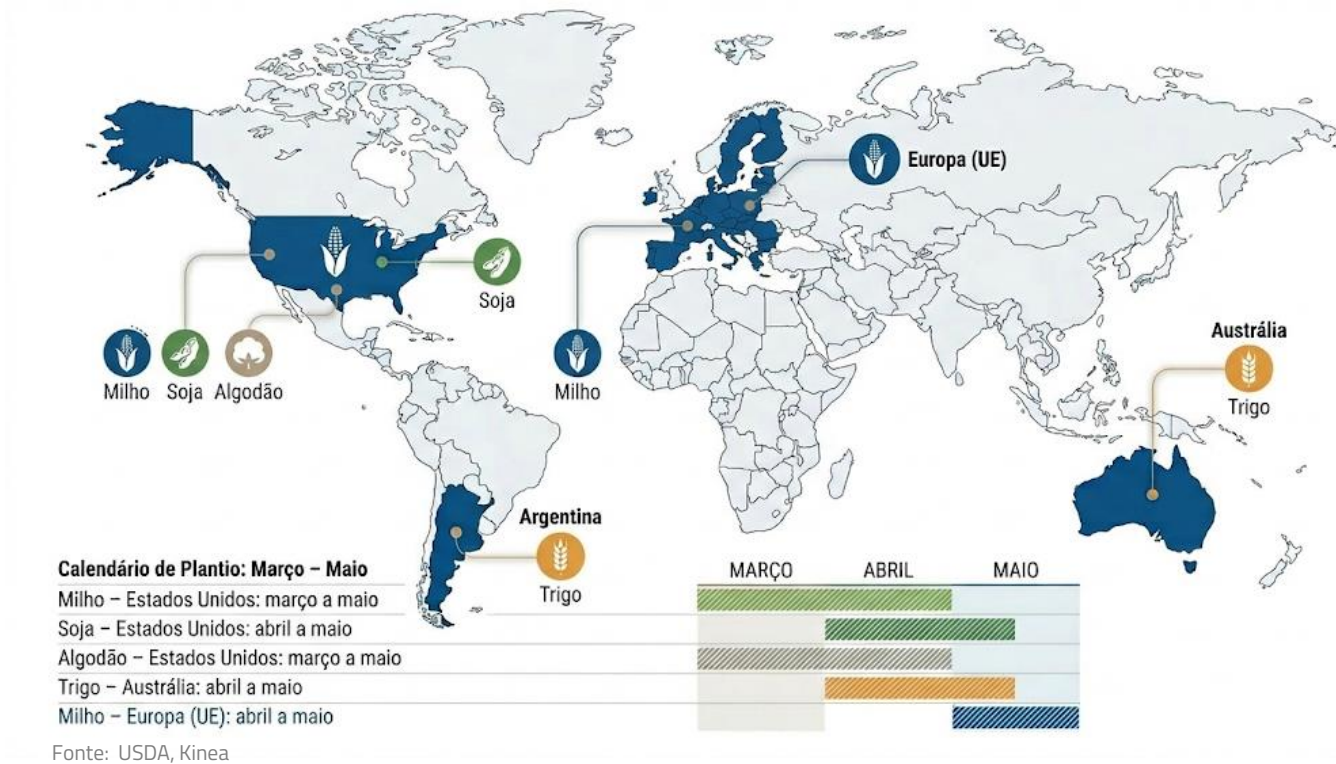 Europa (UE)
Soja
Milho
Soja
Algodão
Milho
Austrália
Trigo
Argentina
Trigo
Calendário de Plantio: Março – Maio
MARÇO
ABRIL
MAIO
Milho – Estados Unidos: março a maio
Soja – Estados Unidos: abril a maio
Algodão – Estados Unidos: março a maio
Trigo – Austrália: abril a maio
Milho – Europa (UE): abril a maio
Fonte: USDA, Kinea